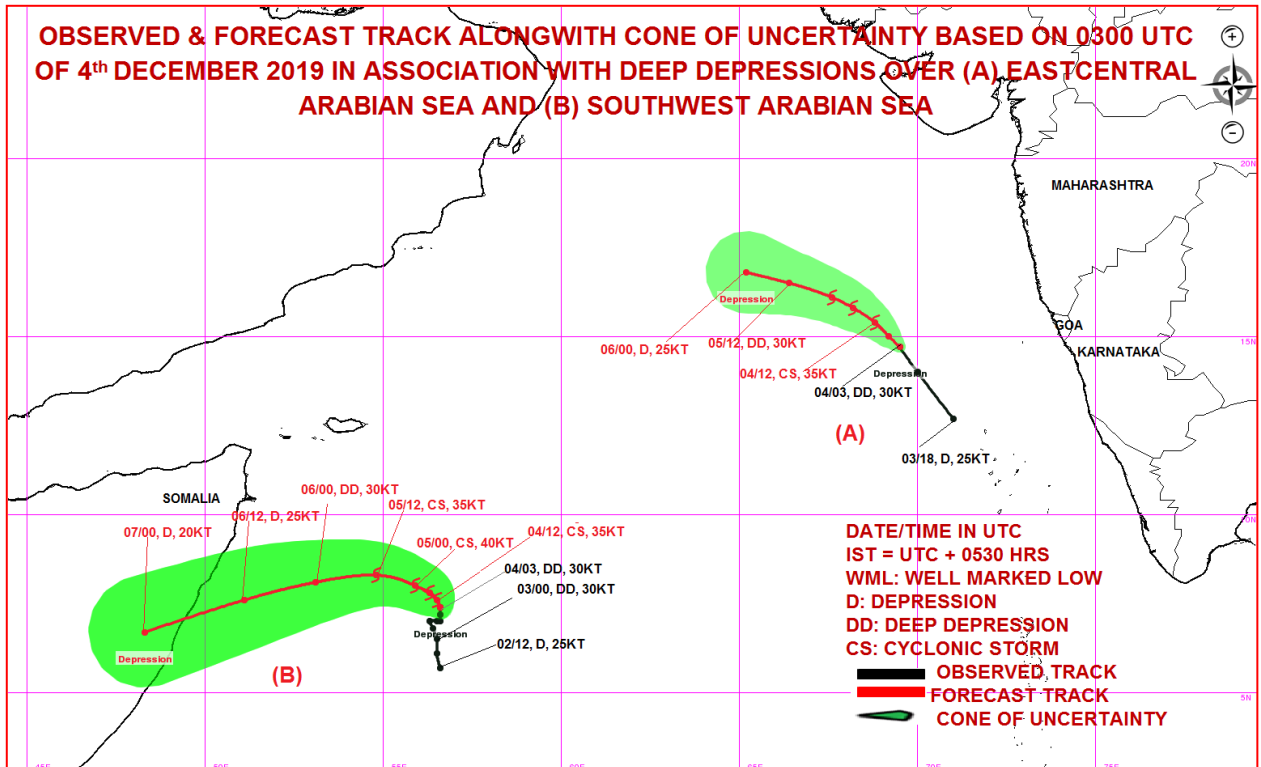 OBSERVED & FORECAST TRACK ALONGWITH CONE OF UNCERTAINTY BASED ON 0300 UTC
OF 4th DECEMBER 2019 IN ASSOCIATION WITH DEEP DEPRESSIONS OVER (A) EASTCENTRAL
ARABIAN SEA AND (B) SOUTHWEST ARABIAN SEA
20N
MAHARASHTRA
Depression
GOA
15N
06/00, D, 25KT
05/12, DD, 30KT
KARNATAKA
04/12, CS, 35KT
Depression
04/03, DD, 30KT
(A)
03/18, D, 25KT
SOMALIA
06/00, DD, 30KT
05/12, CS, 35KT
06/12, D, 25KT
10N
07/00, D, 20KT
04/12, CS, 35KT
05/00, CS, 40KT
04/03, DD, 30KT
03/00, DD, 30KT
Depression
02/12, D, 25KT
Depression
(B)
DATE/TIME IN UTC
IST = UTC + 0530 HRS
WML: WELL MARKED LOW
D: DEPRESSION
DD: DEEP DEPRESSION
CS: CYCLONIC STORM
OBSERVED TRACK
FORECAST TRACK
5N
CONE OF UNCERTAINTY